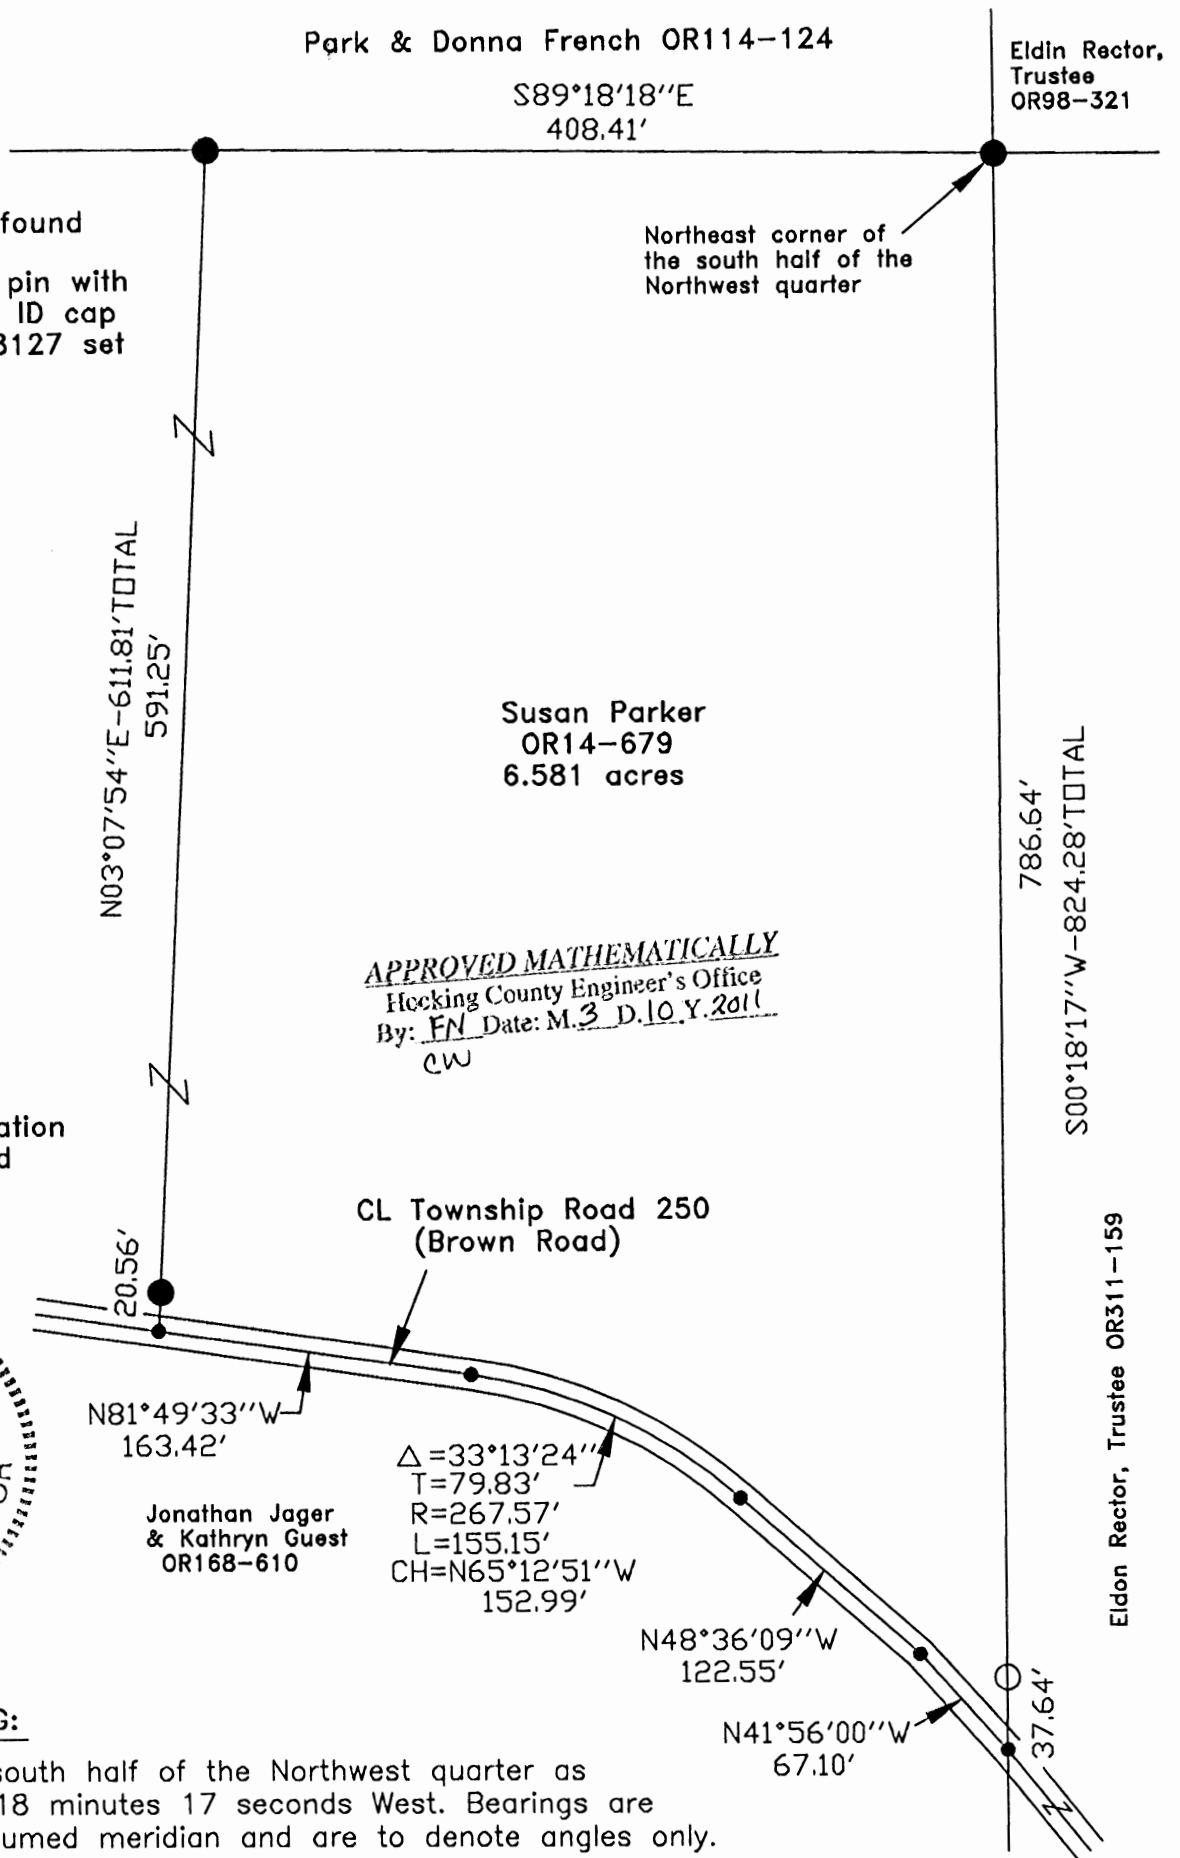 Park & Donna French OR114-124
S89°18'18''E
408.41'
Eldin Rector,
Trustee
OR98-321
found
pin with
ID cap
8127 set
Northeast corner of
the south half of the
Northwest quarter
N03°07'54''E-611.81'TOTAL
591.25'
Susan Parker
OR14-679
6.581 acres
786.64'
S00°18'17''W-824.28'TOTAL
APPROVED MATHEMATICALLY
Hocking County Engineer's Office
By: FN Date: M.3 D.10 Y.2011
CW
CL Township Road 250
(Brown Road)
20.56'
N81°49'33''W
163.42'
Δ=33°13'24''
T=79.83'
R=267.57'
L=155.15'
CH=N65°12'51''W
152.99'
Jonathan Jager
& Kathryn Guest
OR168-610
Eldon Rector, Trustee OR311-159
N48°36'09''W
122.55'
N41°56'00''W
67.10'
37.64'
south half of the Northwest quarter as
18 minutes 17 seconds West. Bearings are
meridian and are to denote angles only.